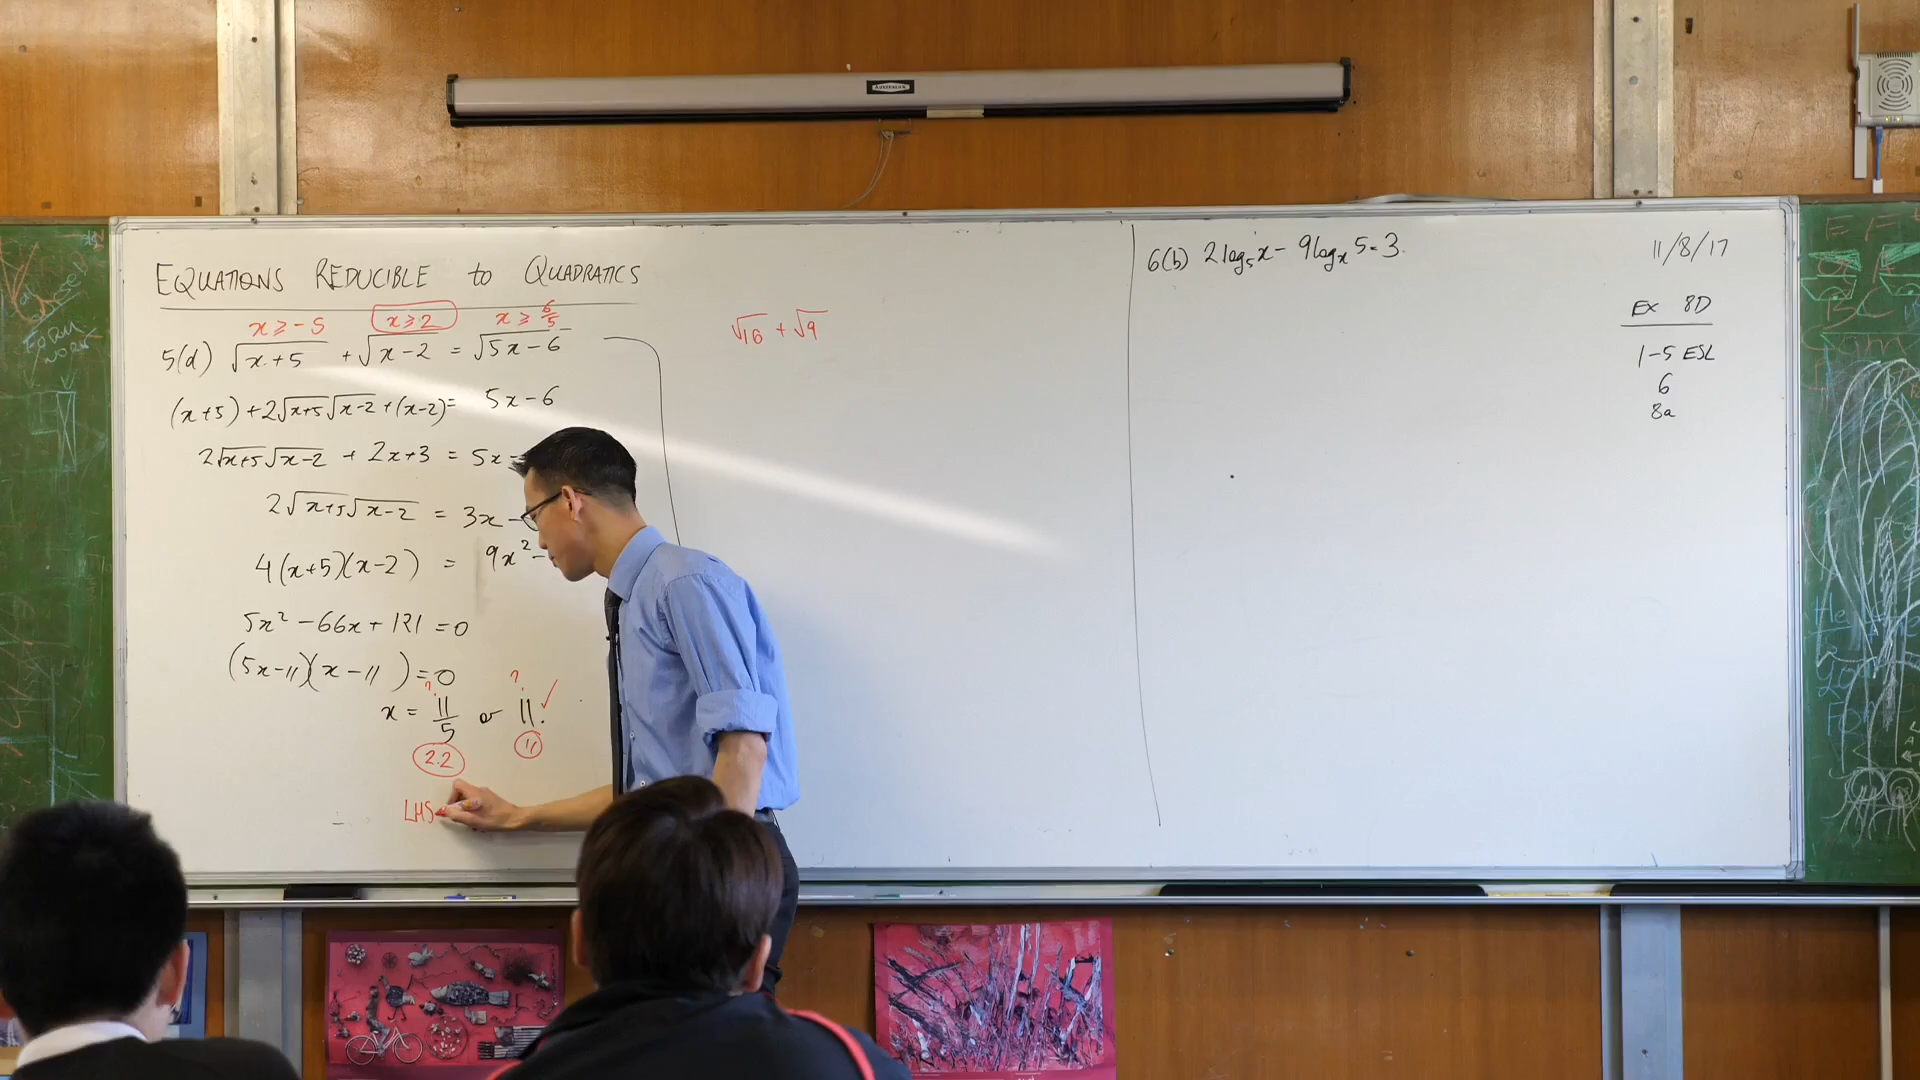 EQUATIONS REDUCIBLE to QUADRATICS
x ⩾ -5 x ⩾ 2 x ⩾ 6/5
5(d) √(x+5) + √(x-2) = √(5x-6)
(x+5) + 2√(x+5)√(x-2) + (x-2) = 5x-6
2√(x+5)√(x-2) + 2x+3 = 5x
2√(x+5)√(x-2) = 3x -
4(x+5)(x-2) = 9x² -
5x² - 66x + 121 = 0
(5x-11)(x-11) = 0
? ? ✓
x = 11/5 or 11.
2.2 11
LHS
√16 + √9
6(b) 2log₅x - 9logₓ5 = 3.
11/8/17
Ex 8D
1-5 ESL
6
8a